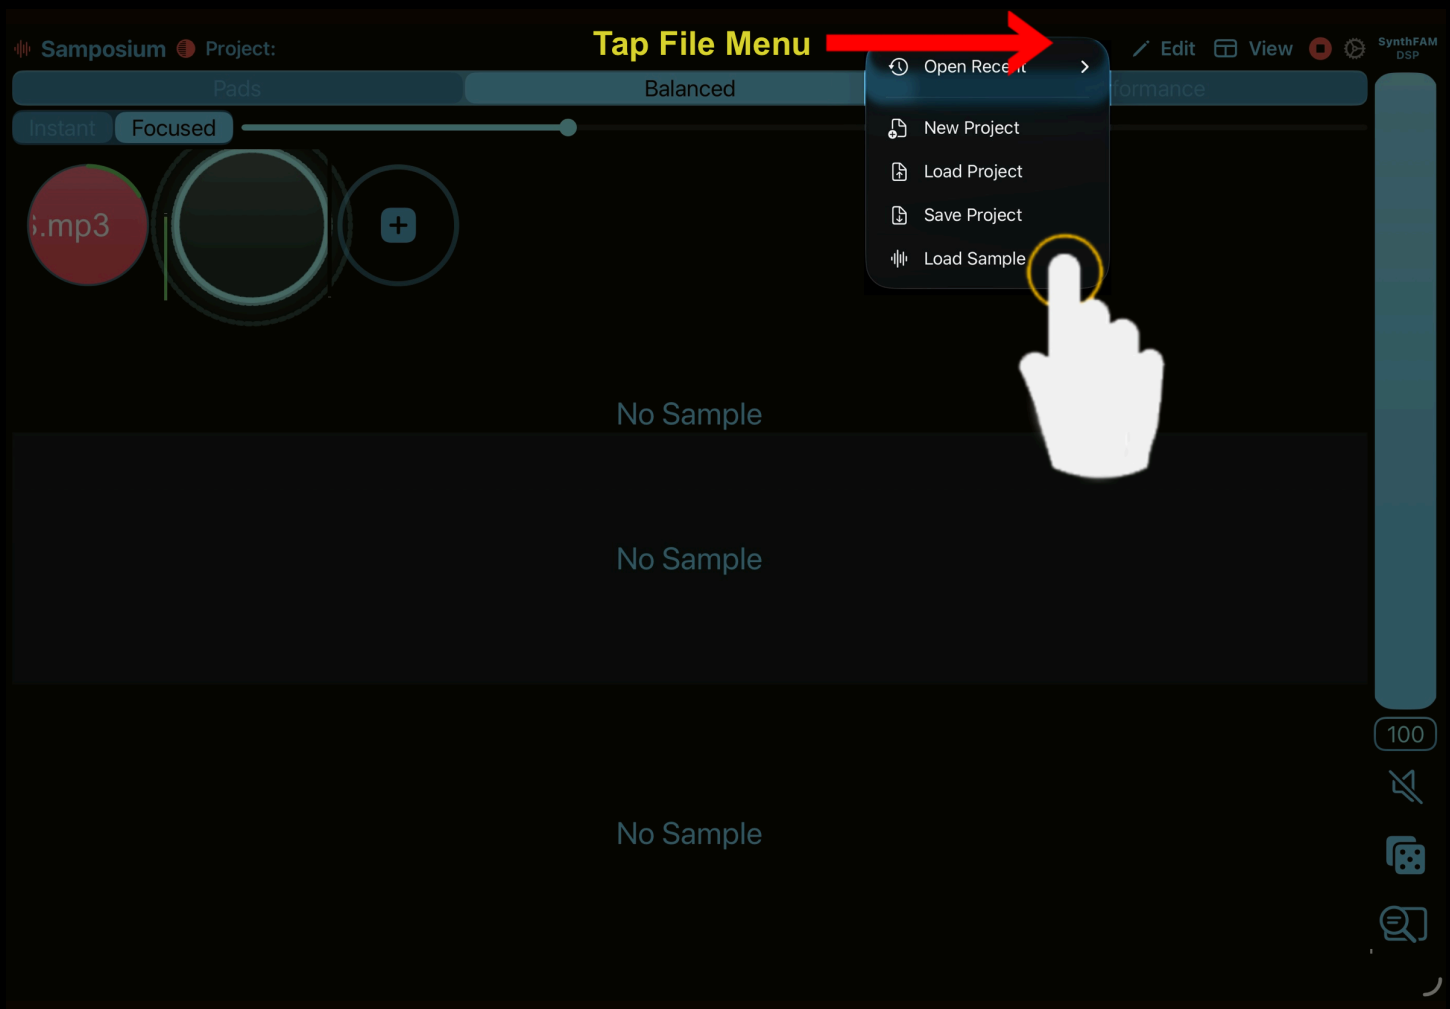 Samposium Project:
Tap File Menu
Edit View
SynthFAM
DSP
Pads
Balanced
formance
Instant
Focused
.mp3
Open Recent
New Project
Load Project
Save Project
Load Sample
No Sample
No Sample
No Sample
100